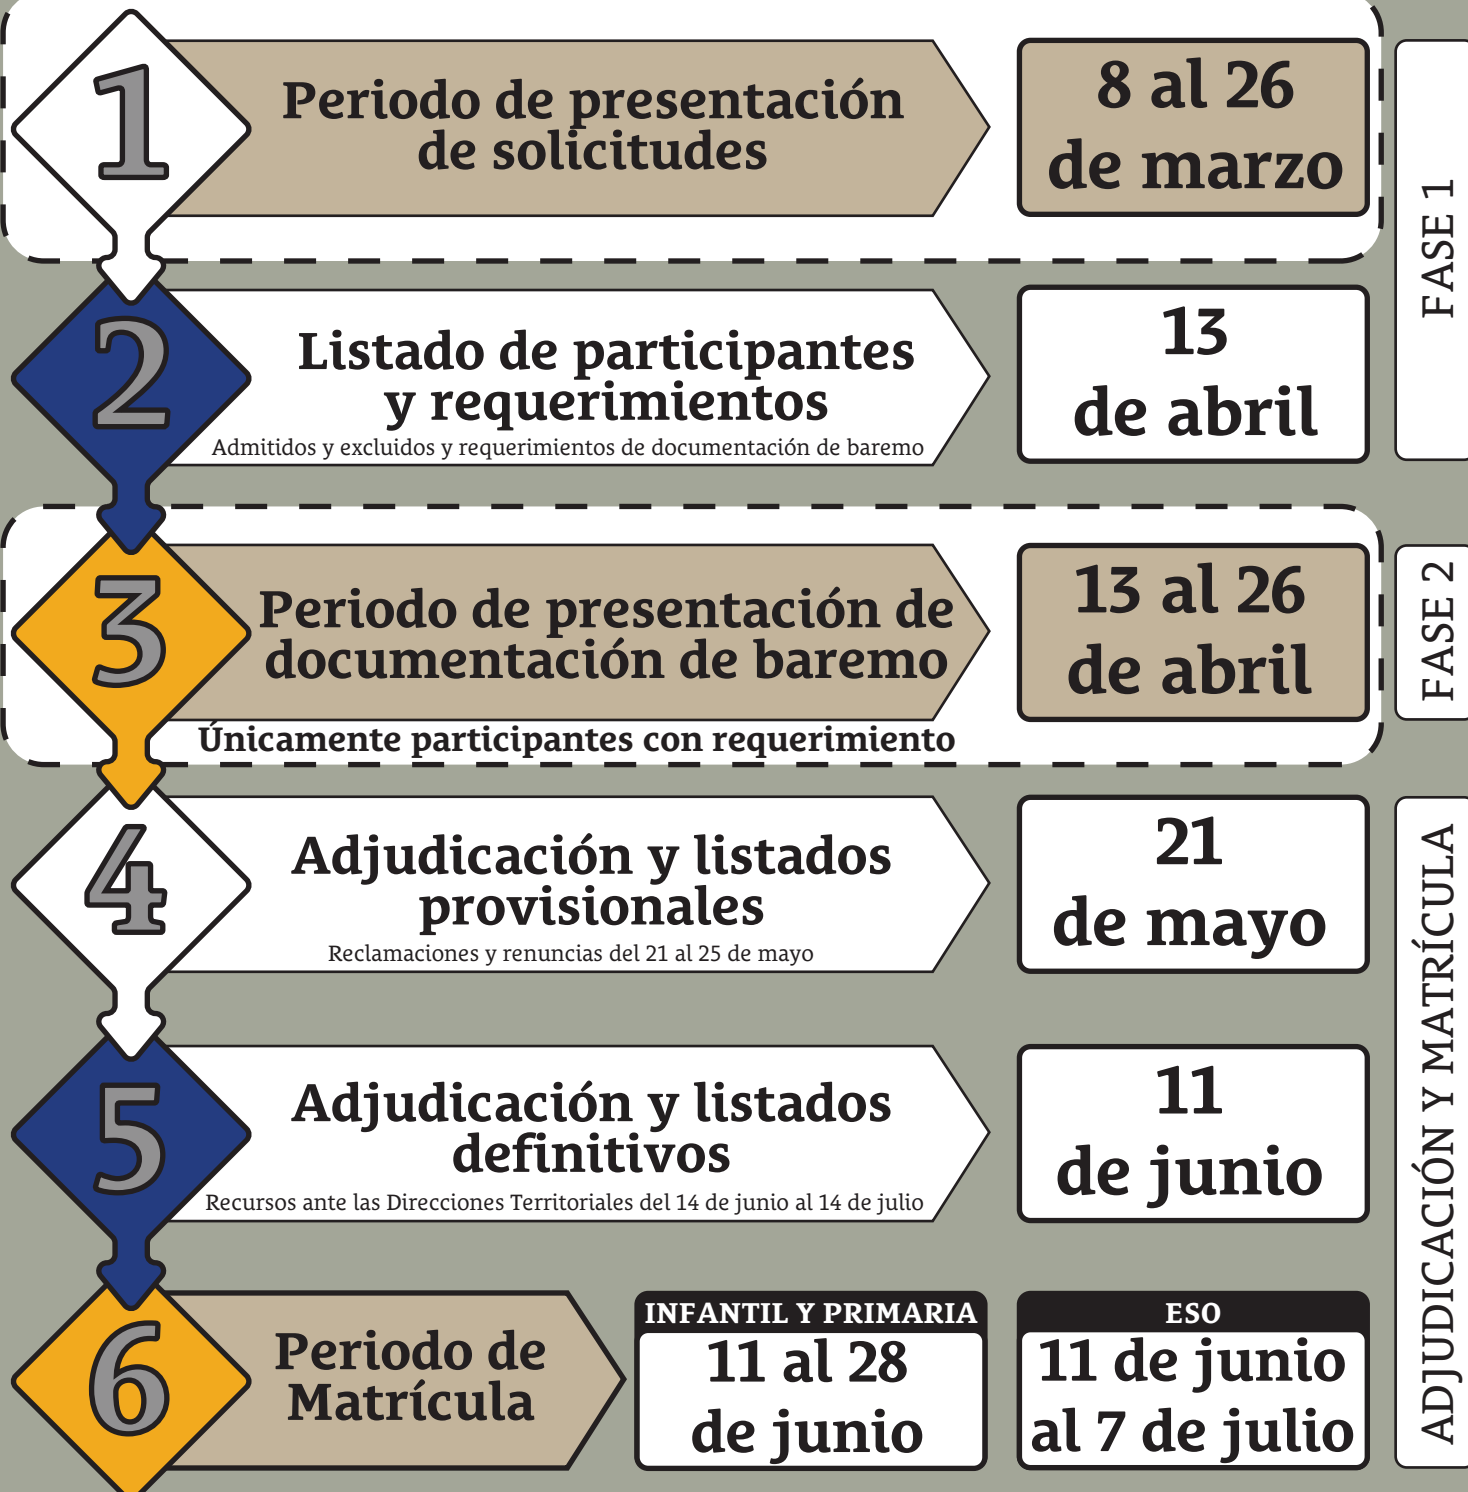 1
Periodo de presentación
de solicitudes
8 al 26
de marzo
FASE 1
2
Listado de participantes
y requerimientos
Admitidos y excluidos y requerimientos de documentación de baremo
13
de abril
3
Periodo de presentación de
documentación de baremo
Únicamente participantes con requerimiento
13 al 26
de abril
FASE 2
4
Adjudicación y listados
provisionales
Reclamaciones y renuncias del 21 al 25 de mayo
21
de mayo
ADJUDICACIÓN Y MATRÍCULA
5
Adjudicación y listados
definitivos
Recursos ante las Direcciones Territoriales del 14 de junio al 14 de julio
11
de junio
6
Periodo de
Matrícula
INFANTIL Y PRIMARIA
11 al 28
de junio
ESO
11 de junio
al 7 de julio